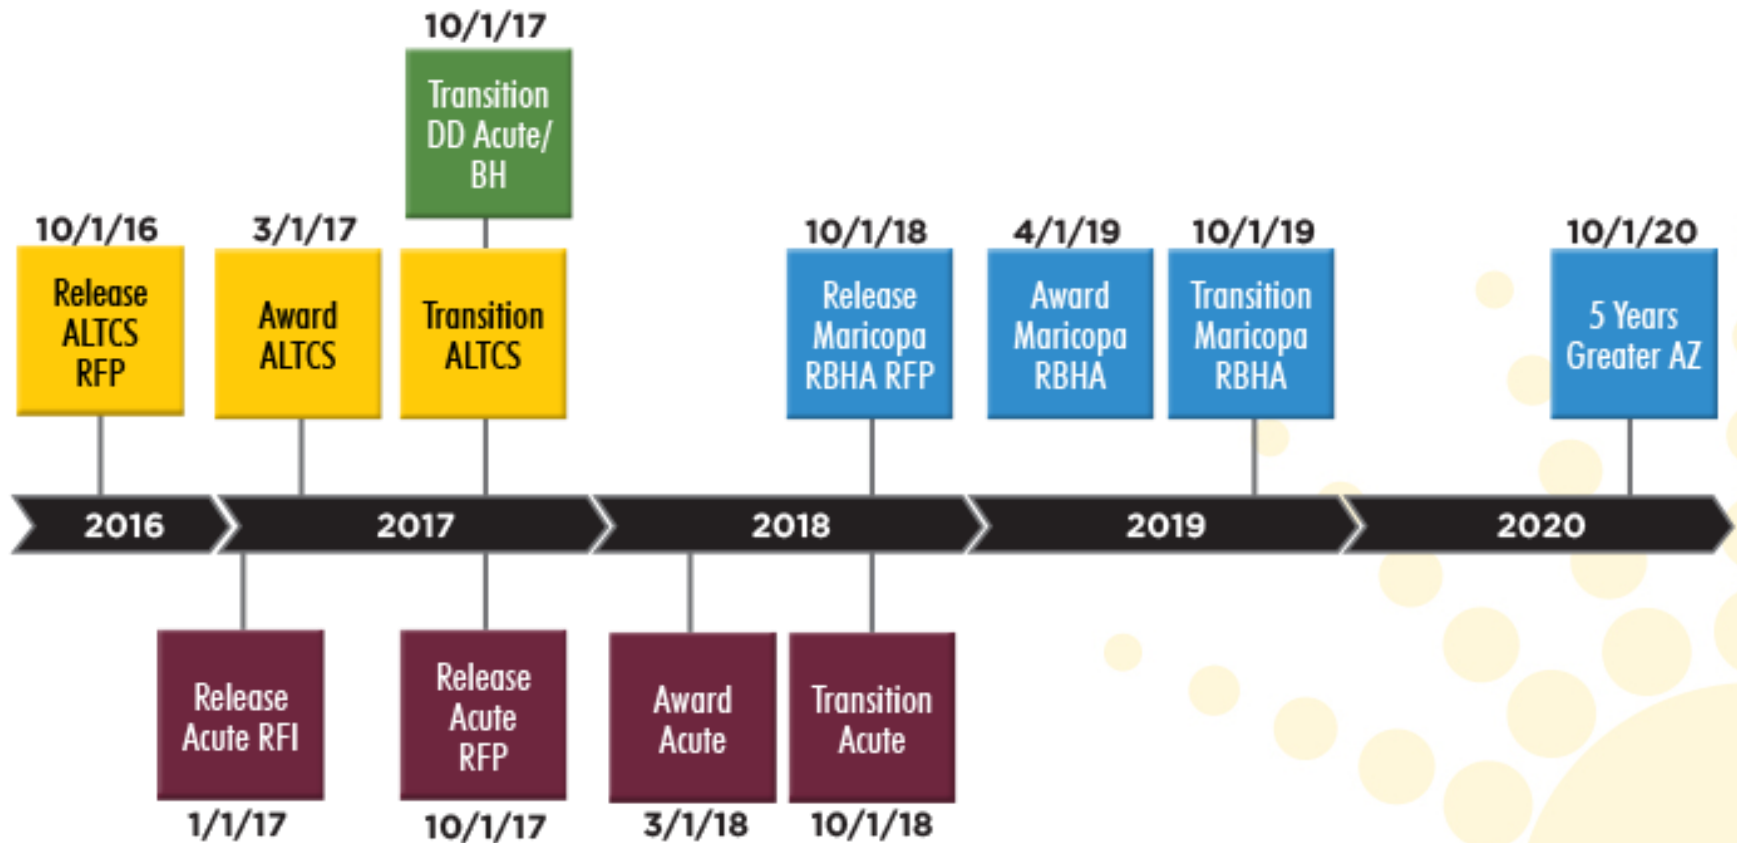 10/1/17
Transition
DD Acute/
BH
10/1/16
Release
ALTCS
RFP
3/1/17
Award
ALTCS
Transition
ALTCS
10/1/18
Release
Maricopa
RBHA RFP
4/1/19
Award
Maricopa
RBHA
10/1/19
Transition
Maricopa
RBHA
10/1/20
5 Years
Greater AZ
2016
2017
2018
2019
2020
Release
Acute RFI
1/1/17
Release
Acute
RFP
10/1/17
Award
Acute
3/1/18
Transition
Acute
10/1/18